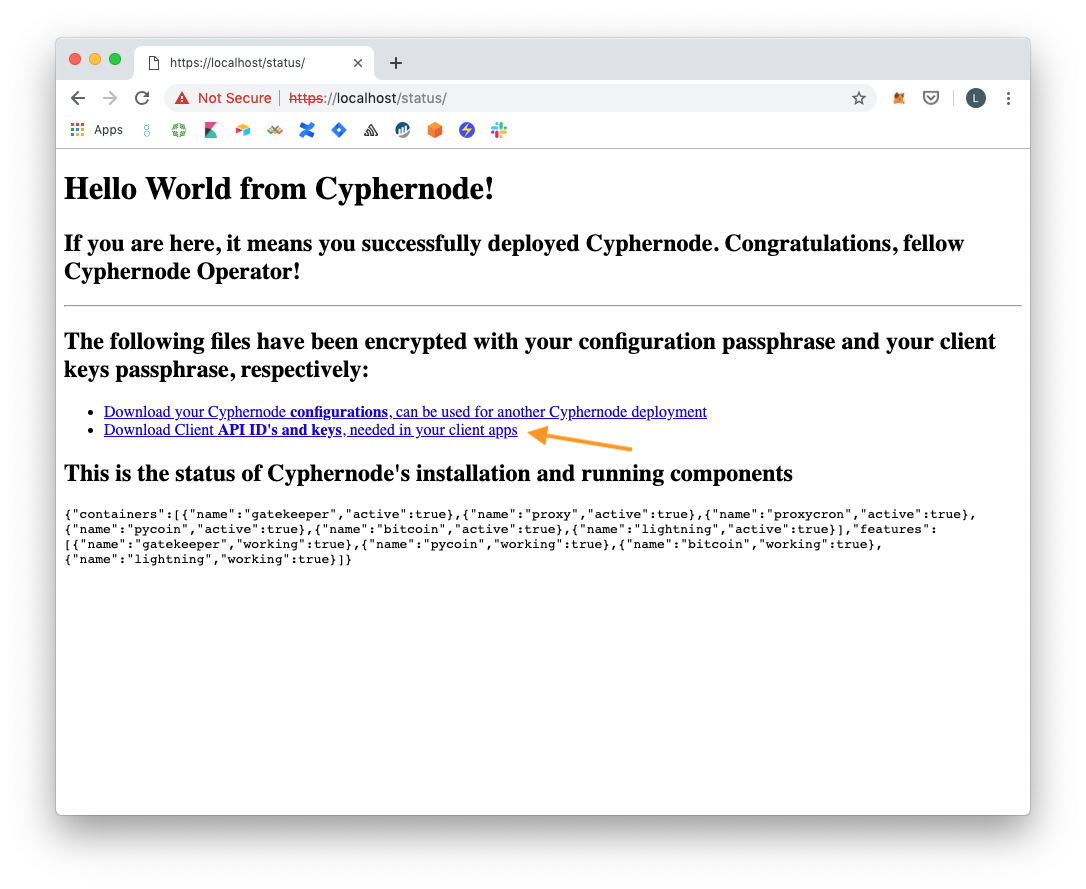 https://localhost/status/
Not Secure https://localhost/status/
L
Apps
Hello World from Cyphernode!
If you are here, it means you successfully deployed Cyphernode. Congratulations, fellow
Cyphernode Operator!
The following files have been encrypted with your configuration passphrase and your client
keys passphrase, respectively:
Download your Cyphernode configurations, can be used for another Cyphernode deployment
Download Client API ID's and keys, needed in your client apps
This is the status of Cyphernode's installation and running components
{"containers":[{"name":"gatekeeper","active":true},{"name":"proxy","active":true},{"name":"proxycron","active":true},
{"name":"pycoin","active":true},{"name":"bitcoin","active":true},{"name":"lightning","active":true}],"features":
[{"name":"gatekeeper","working":true},{"name":"pycoin","working":true},{"name":"bitcoin","working":true},
{"name":"lightning","working":true}]}